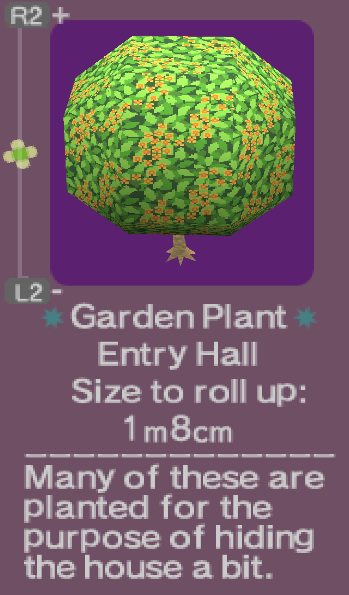 R2 +
L2 -
Garden Plant
Entry Hall
Size to roll up:
1m8cm
Many of these are
planted for the
purpose of hiding
the house a bit.